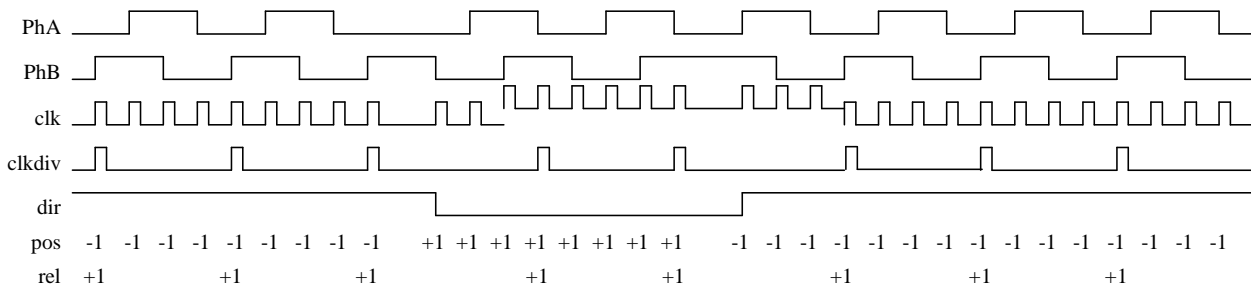 PhA
PhB
clk
clkdiv
dir
pos -1 -1 -1 -1 -1 -1 -1 -1 -1 +1 +1 +1 +1 +1 +1 +1 +1 -1 -1 -1 -1 -1 -1 -1 -1 -1 -1 -1 -1 -1 -1 -1
rel +1 +1 +1 +1 +1 +1 +1 +1